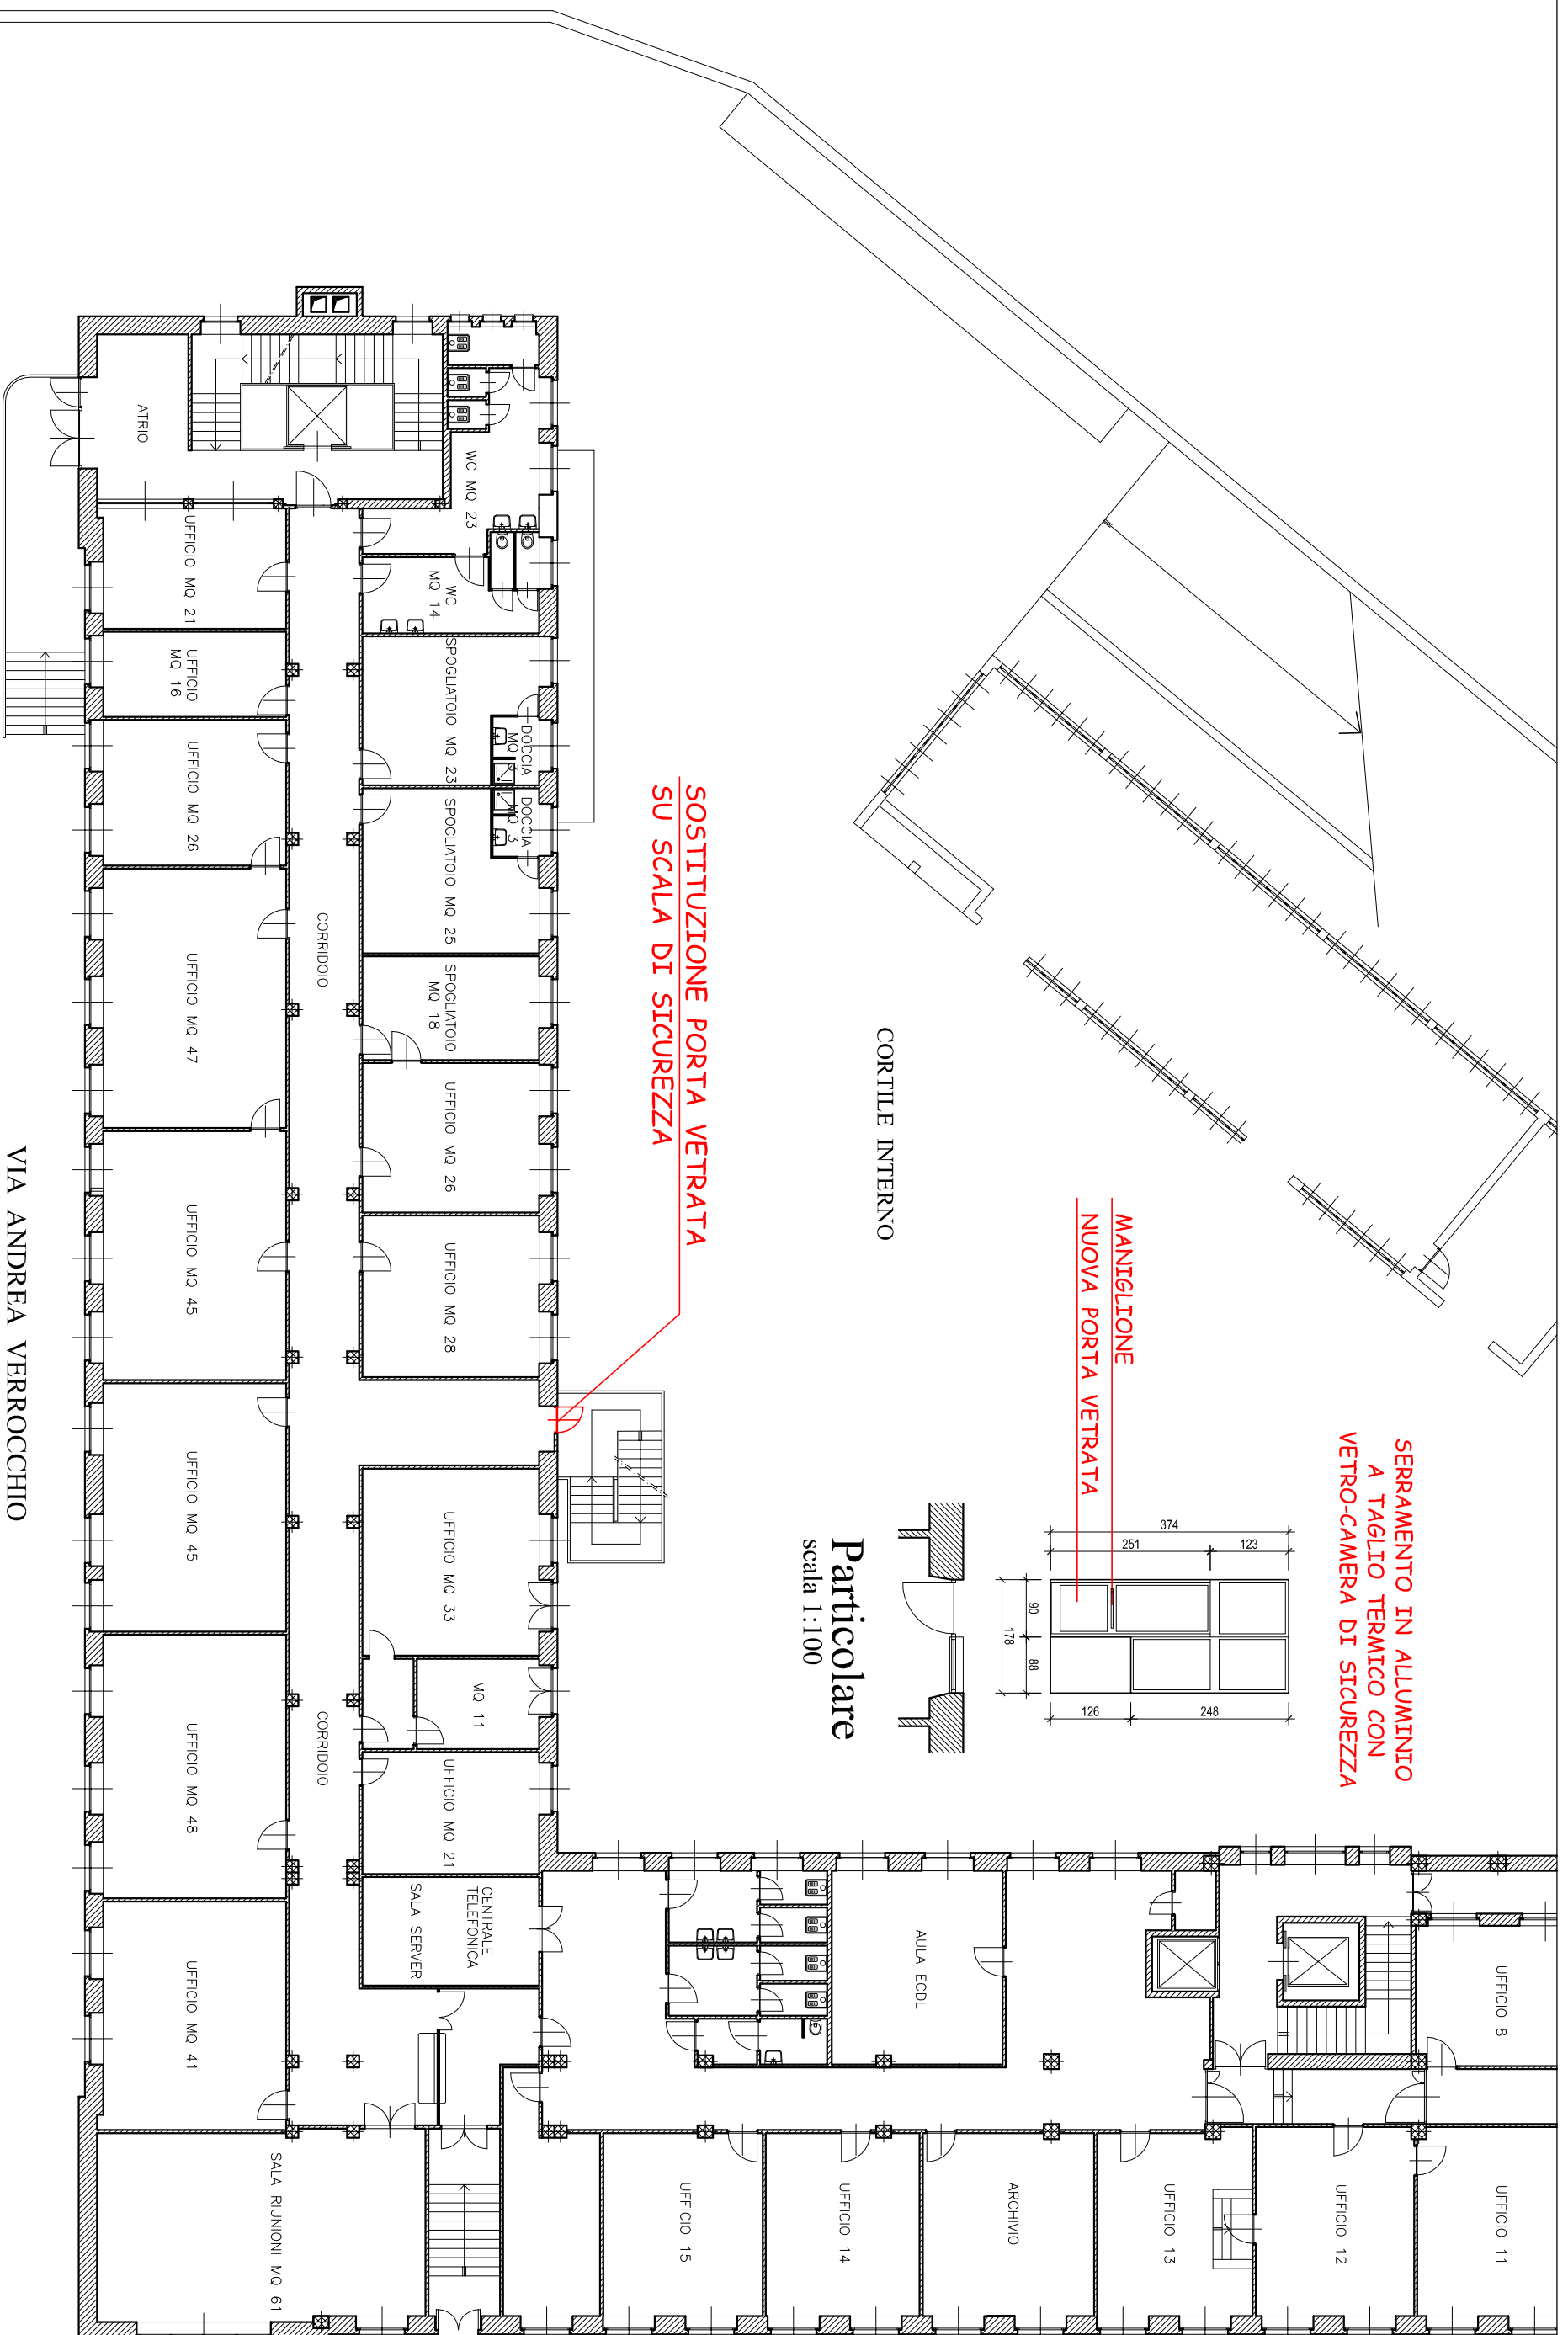 SERRAMENTO IN ALLUMINIO
A TAGLIO TERMICO CON
VETRO-CAMERA DI SICUREZZA
MANIGLIONE
NUOVA PORTA VETRATA
374
251
123
90
88
178
126
248
Particolare
scala 1:100
CORTILE INTERNO
SOSTITUZIONE PORTA VETRATA
SU SCALA DI SICUREZZA
WC MQ 23
WC
MQ 14
SPOGLIATOIO MQ 23
DOCCIA
MQ 3
DOCCIA
MQ 3
SPOGLIATOIO MQ 25
SPOGLIATOIO
MQ 18
UFFICIO MQ 26
UFFICIO MQ 28
UFFICIO MQ 33
MQ 11
UFFICIO MQ 21
CENTRALE
TELEFONICA
SALA SERVER
CORRIDOIO
CORRIDOIO
ATRIO
UFFICIO MQ 21
UFFICIO
MQ 16
UFFICIO MQ 26
UFFICIO MQ 47
UFFICIO MQ 45
UFFICIO MQ 45
UFFICIO MQ 48
UFFICIO MQ 41
SALA RIUNIONI MQ 61
AULA ECDL
UFFICIO 8
UFFICIO 11
UFFICIO 12
UFFICIO 13
ARCHIVIO
UFFICIO 14
UFFICIO 15
VIA ANDREA VERROCCHIO